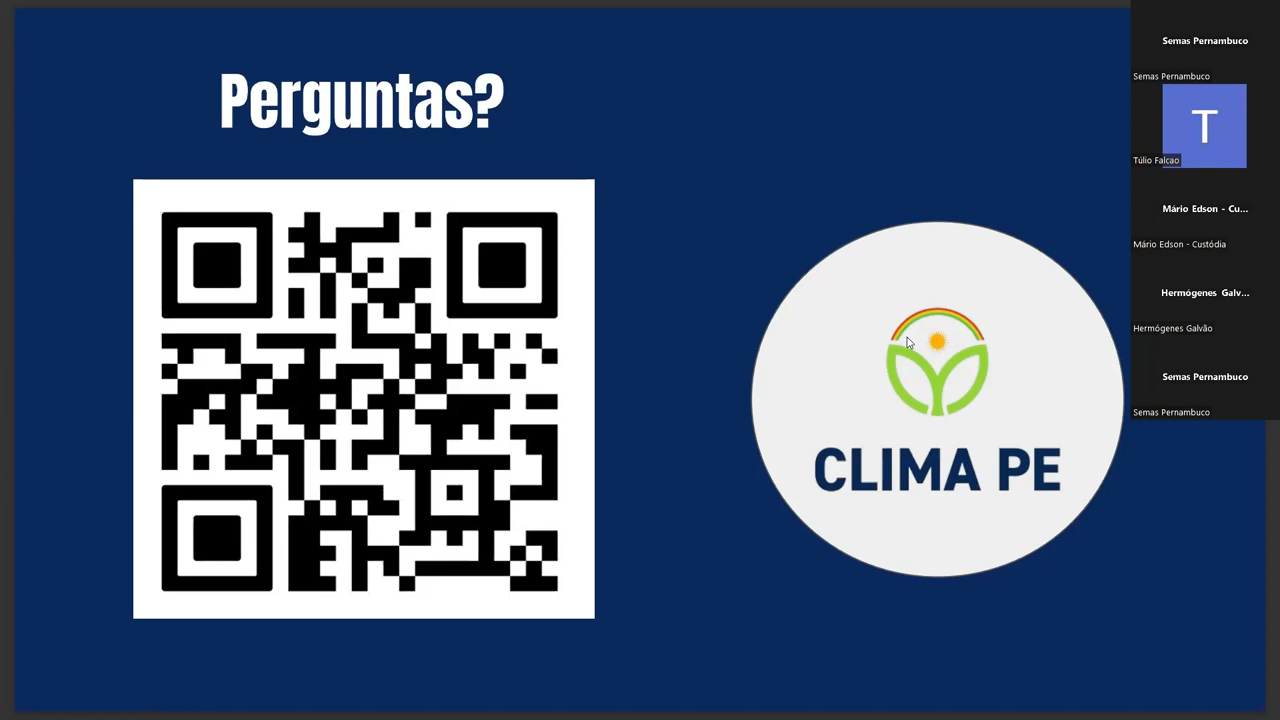 Perguntas?
CLIMA PE
Semas Pernambuco
Semas Pernambuco
T
Túlio Falcao
Mário Edson - Cu...
Mário Edson - Custódia
Hermógenes Galv...
Hermógenes Galvão
Semas Pernambuco
Semas Pernambuco